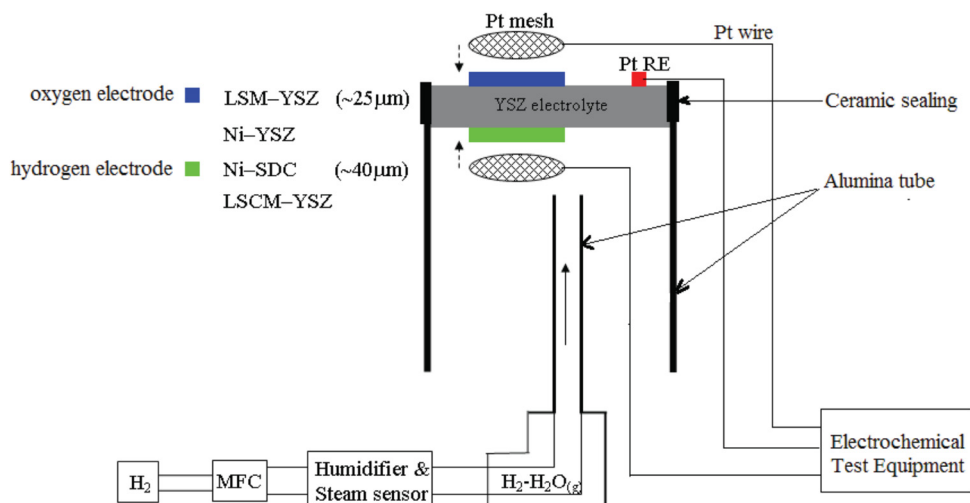 Pt mesh
Pt wire
Pt RE
oxygen electrode LSM–YSZ (~25μm)
YSZ electrolyte
Ceramic sealing
Ni–YSZ
hydrogen electrode Ni–SDC (~40μm)
LSCM–YSZ
Alumina tube
Electrochemical
Test Equipment
H₂
MFC
Humidifier &
Steam sensor
H₂-H₂O(g)